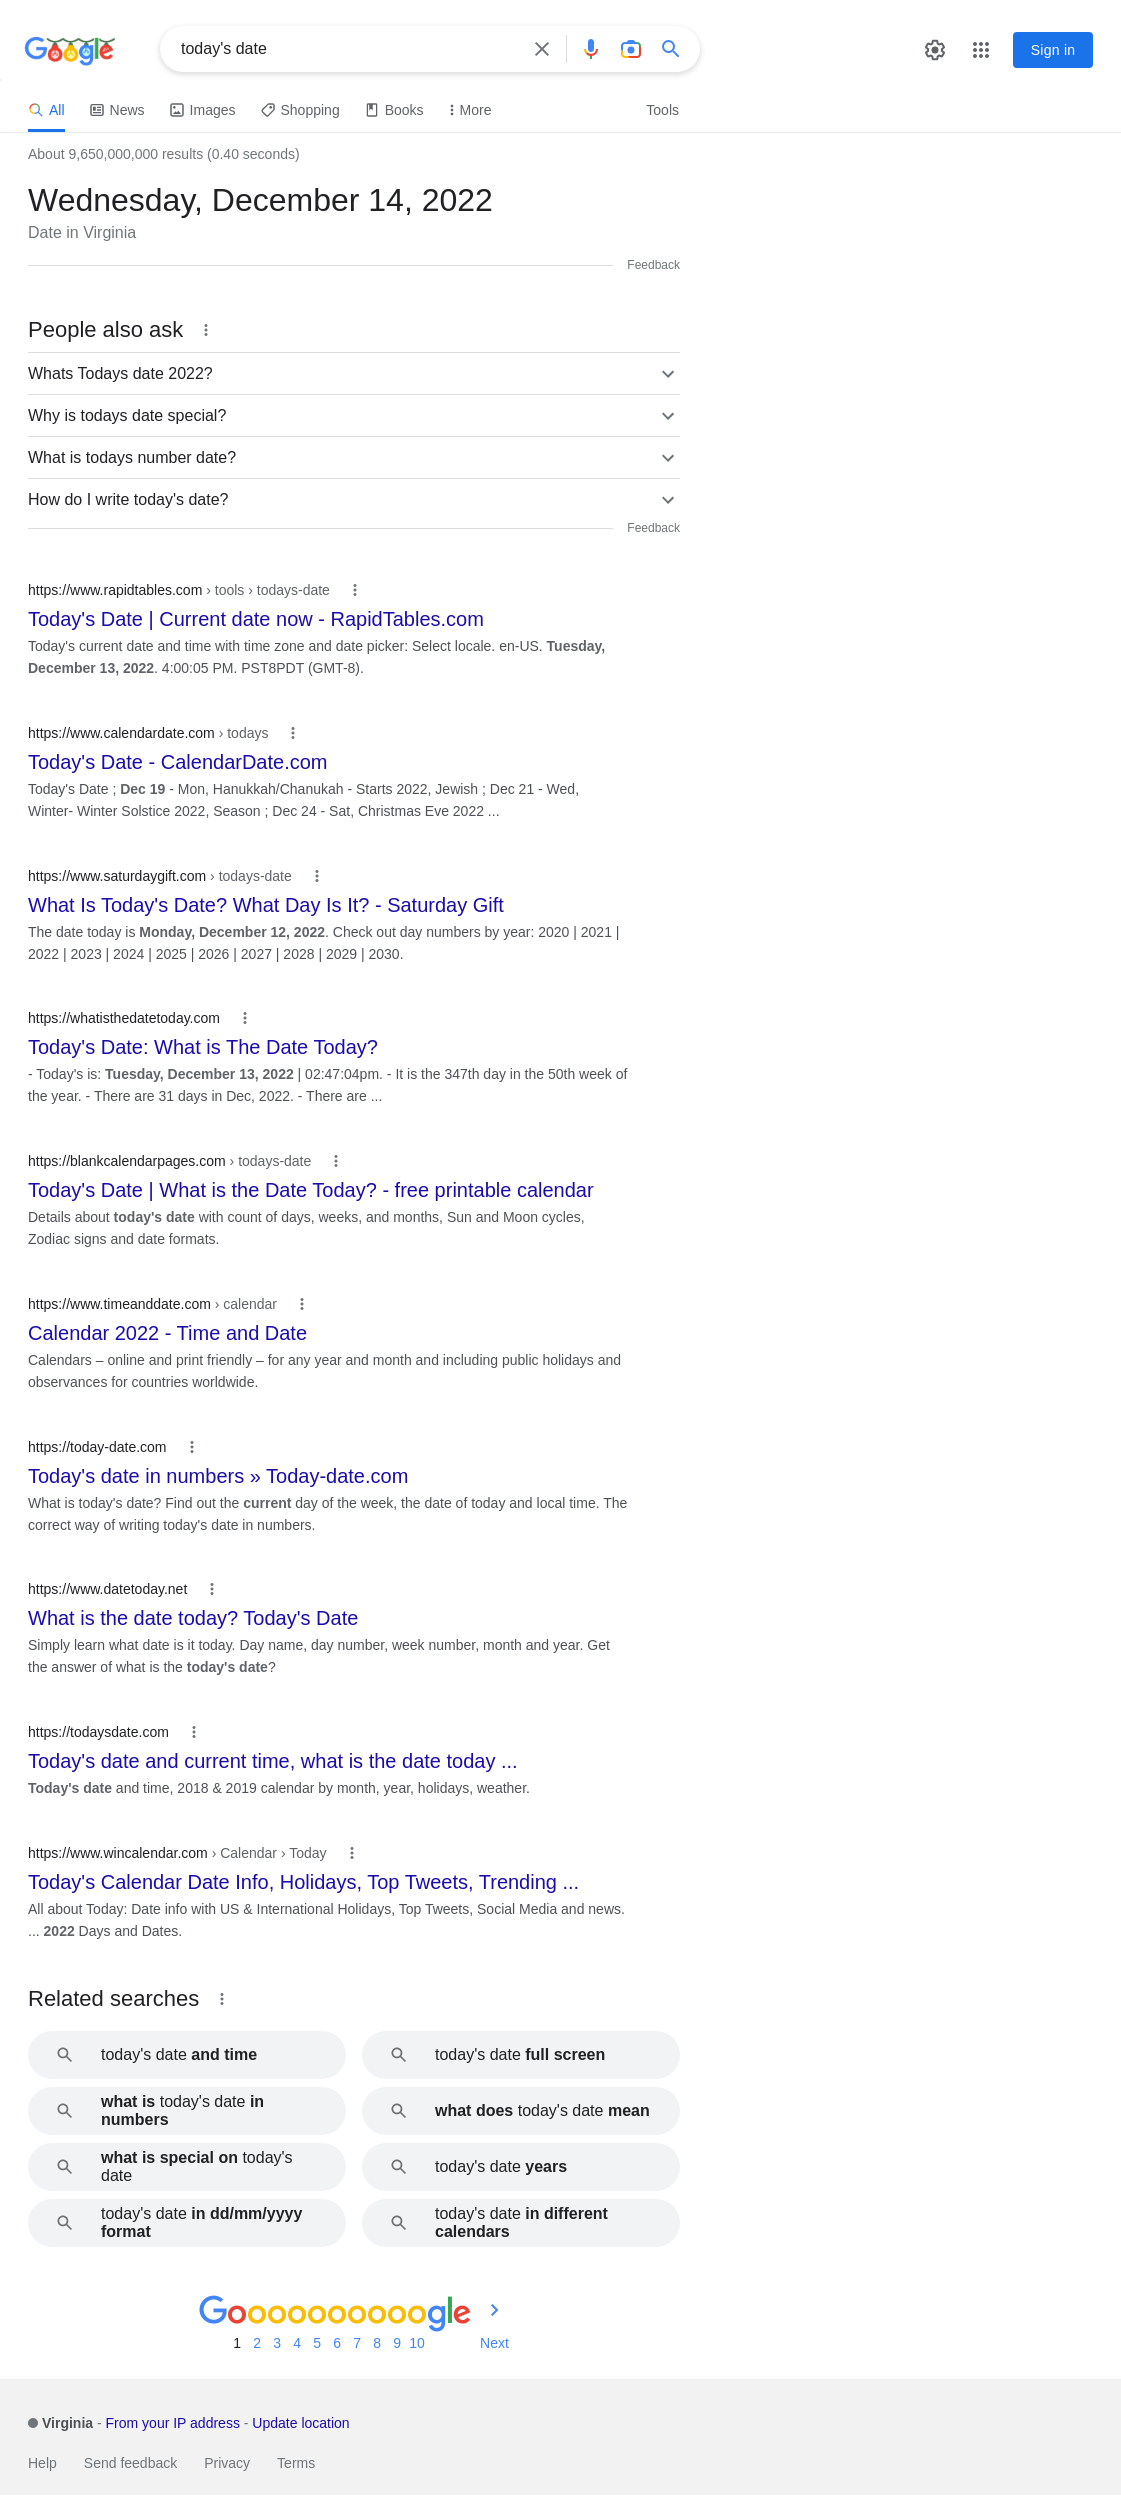 Google
today's date
Sign in
All News Images Shopping Books More Tools
About 9,650,000,000 results (0.40 seconds)
Wednesday, December 14, 2022
Date in Virginia
Feedback
People also ask
Whats Todays date 2022?
Why is todays date special?
What is todays number date?
How do I write today's date?
Feedback
https://www.rapidtables.com › tools › todays-date
Today's Date | Current date now - RapidTables.com
Today's current date and time with time zone and date picker: Select locale. en-US. Tuesday,
December 13, 2022. 4:00:05 PM. PST8PDT (GMT-8).
https://www.calendardate.com › todays
Today's Date - CalendarDate.com
Today's Date ; Dec 19 - Mon, Hanukkah/Chanukah - Starts 2022, Jewish ; Dec 21 - Wed,
Winter- Winter Solstice 2022, Season ; Dec 24 - Sat, Christmas Eve 2022 ...
https://www.saturdaygift.com › todays-date
What Is Today's Date? What Day Is It? - Saturday Gift
The date today is Monday, December 12, 2022. Check out day numbers by year: 2020 | 2021 |
2022 | 2023 | 2024 | 2025 | 2026 | 2027 | 2028 | 2029 | 2030.
https://whatisthedatetoday.com
Today's Date: What is The Date Today?
- Today's is: Tuesday, December 13, 2022 | 02:47:04pm. - It is the 347th day in the 50th week of
the year. - There are 31 days in Dec, 2022. - There are ...
https://blankcalendarpages.com › todays-date
Today's Date | What is the Date Today? - free printable calendar
Details about today's date with count of days, weeks, and months, Sun and Moon cycles,
Zodiac signs and date formats.
https://www.timeanddate.com › calendar
Calendar 2022 - Time and Date
Calendars – online and print friendly – for any year and month and including public holidays and
observances for countries worldwide.
https://today-date.com
Today's date in numbers » Today-date.com
What is today's date? Find out the current day of the week, the date of today and local time. The
correct way of writing today's date in numbers.
https://www.datetoday.net
What is the date today? Today's Date
Simply learn what date is it today. Day name, day number, week number, month and year. Get
the answer of what is the today's date?
https://todaysdate.com
Today's date and current time, what is the date today ...
Today's date and time, 2018 & 2019 calendar by month, year, holidays, weather.
https://www.wincalendar.com › Calendar › Today
Today's Calendar Date Info, Holidays, Top Tweets, Trending ...
All about Today: Date info with US & International Holidays, Top Tweets, Social Media and news.
... 2022 Days and Dates.
Related searches
today's date and time
today's date full screen
what is today's date in
numbers
what does today's date mean
what is special on today's
date
today's date years
today's date in dd/mm/yyyy
format
today's date in different
calendars
Goooooooooogle
1 2 3 4 5 6 7 8 9 10 Next
Virginia - From your IP address - Update location
Help Send feedback Privacy Terms